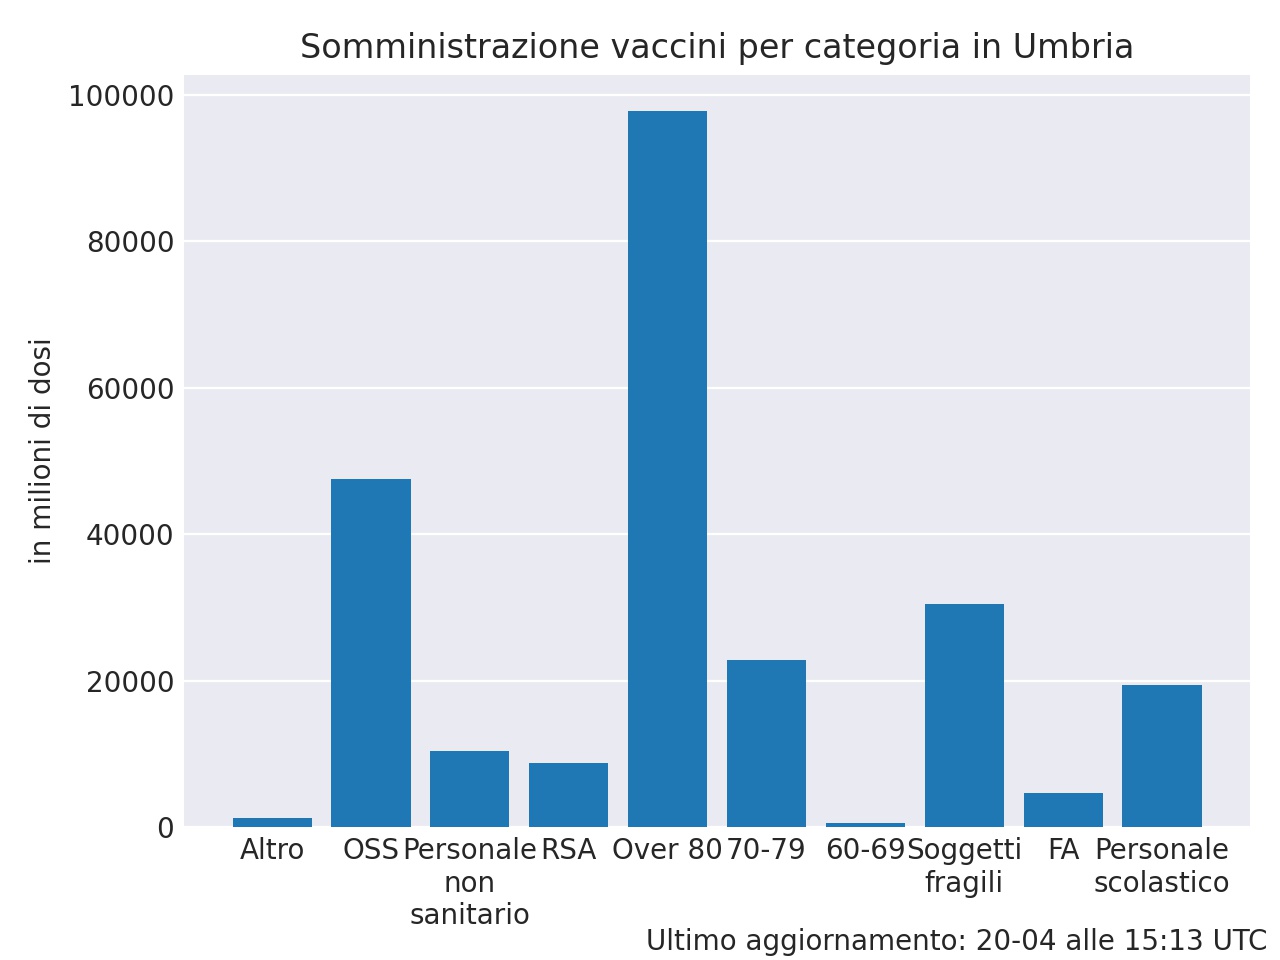 Somministrazione vaccini per categoria in Umbria
100000
80000
60000
40000
20000
0
in milioni di dosi
Altro
OSS
Personale
non
sanitario
RSA
Over 80
70-79
60-69
Soggetti
fragili
FA
Personale
scolastico
Ultimo aggiornamento: 20-04 alle 15:13 UTC